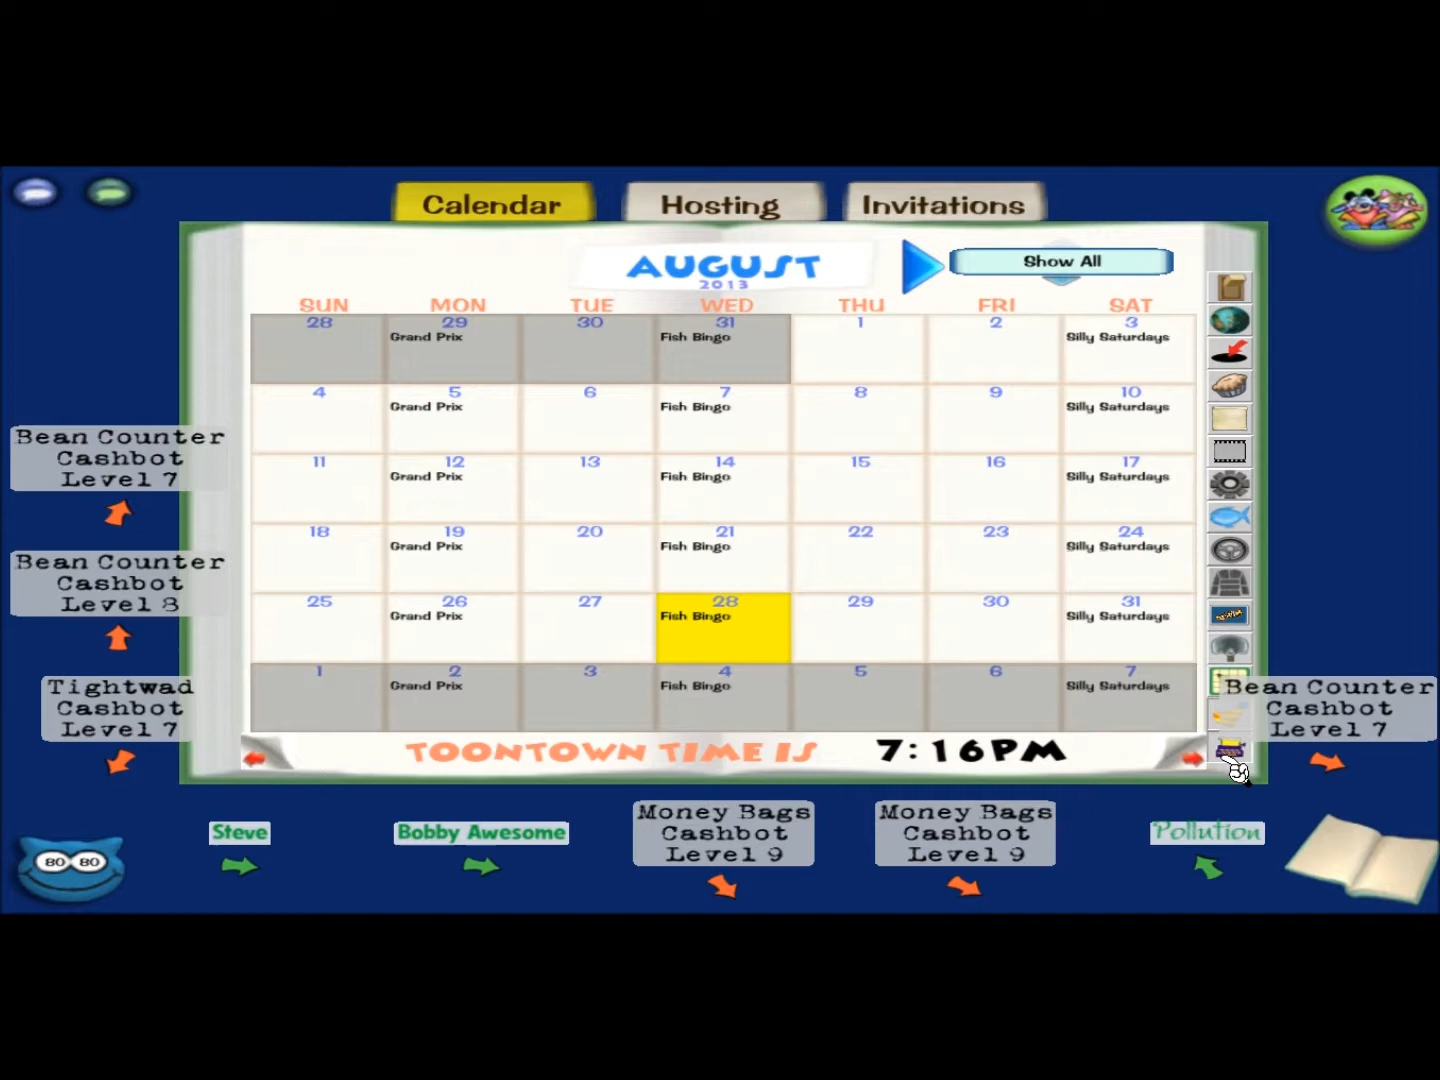 Calendar Hosting Invitations
AUGUST
2013
Show All
SUN MON TUE WED THU FRI SAT
28 29 30 31 1 2 3
Grand Prix Fish Bingo Silly Saturdays
4 5 6 7 8 9 10
Grand Prix Fish Bingo Silly Saturdays
11 12 13 14 15 16 17
Grand Prix Fish Bingo Silly Saturdays
18 19 20 21 22 23 24
Grand Prix Fish Bingo Silly Saturdays
25 26 27 28 29 30 31
Grand Prix Fish Bingo Silly Saturdays
1 2 3 4 5 6 7
Grand Prix Fish Bingo Silly Saturdays
TOONTOWN TIME IS 7:16PM
Bean Counter
Cashbot
Level 7
Bean Counter
Cashbot
Level 8
Tightwad
Cashbot
Level 7
Bean Counter
Cashbot
Level 7
80 80
Steve
Bobby Awesome
Money Bags
Cashbot
Level 9
Money Bags
Cashbot
Level 9
Pollution